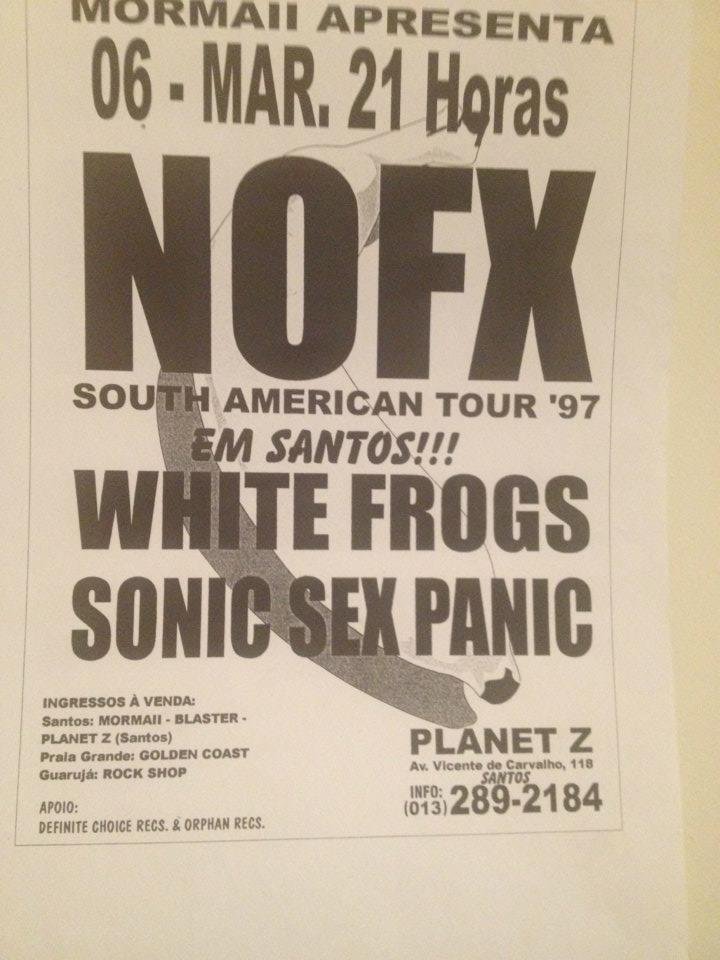 MORMAII APRESENTA
06 - MAR. 21 Horas
NOFX
SOUTH AMERICAN TOUR '97
EM SANTOS!!!
WHITE FROGS
SONIC SEX PANIC
INGRESSOS À VENDA:
Santos: MORMAII - BLASTER -
PLANET Z (Santos)
Praia Grande: GOLDEN COAST
Guarujá: ROCK SHOP
APOIO:
DEFINITE CHOICE RECS. & ORPHAN RECS.
PLANET Z
Av. Vicente de Carvalho, 118
SANTOS
INFO:
(013) 289-2184